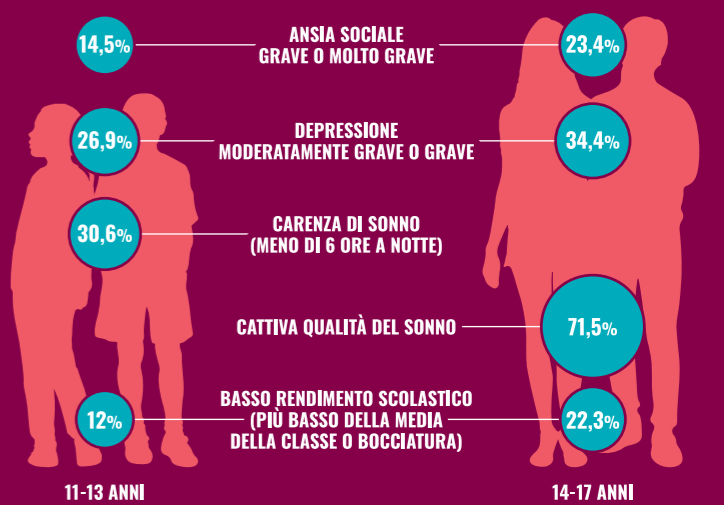 14,5%
ANSIA SOCIALE
GRAVE O MOLTO GRAVE
23,4%
26,9%
DEPRESSIONE
MODERATAMENTE GRAVE O GRAVE
34,4%
30,6%
CARENZA DI SONNO
(MENO DI 6 ORE A NOTTE)
CATTIVA QUALITÀ DEL SONNO
71,5%
12%
BASSO RENDIMENTO SCOLASTICO
(PIÙ BASSO DELLA MEDIA
DELLA CLASSE O BOCCIATURA)
22,3%
11-13 ANNI
14-17 ANNI